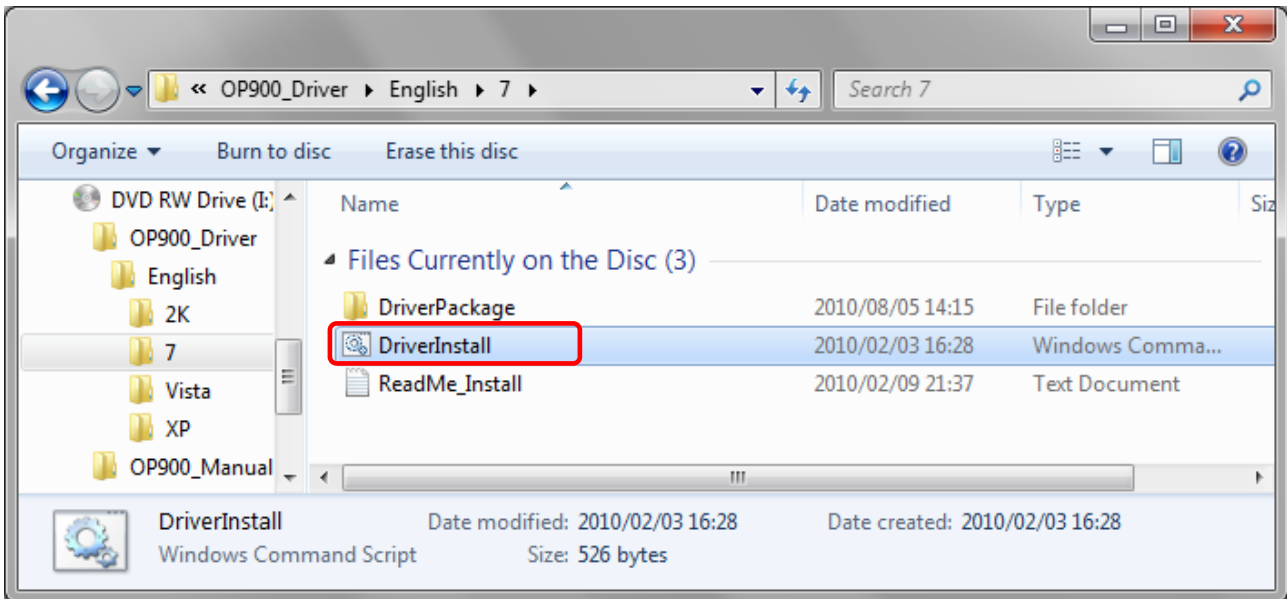 « OP900_Driver ▸ English ▸ 7 ▸ Search 7
Organize ▼ Burn to disc Erase this disc
DVD RW Drive (I:)
OP900_Driver
English
2K
7
Vista
XP
OP900_Manual
Name Date modified Type Siz
Files Currently on the Disc (3)
DriverPackage 2010/08/05 14:15 File folder
DriverInstall 2010/02/03 16:28 Windows Comma...
ReadMe_Install 2010/02/09 21:37 Text Document
DriverInstall Date modified: 2010/02/03 16:28 Date created: 2010/02/03 16:28
Windows Command Script Size: 526 bytes